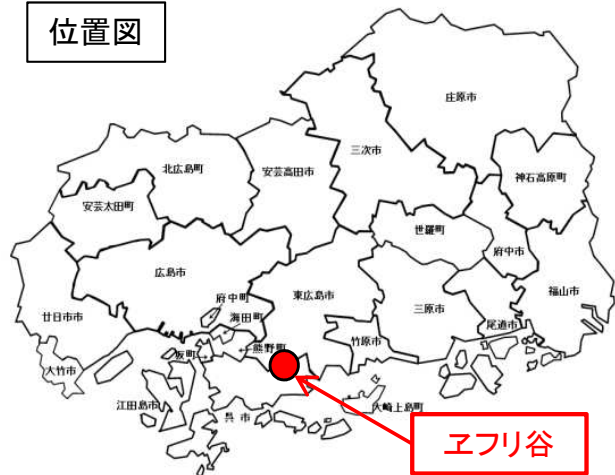 位置図
庄原市
三次市
北広島町
安芸高田市
神石高原町
安芸太田町
世羅町
府中市
広島市
東広島市
福山市
三原市
府中町
廿日市市
海田町
尾道市
竹原市
熊野町
坂町
大竹市
江田島市
大崎上島町
呉市
ヱフリ谷